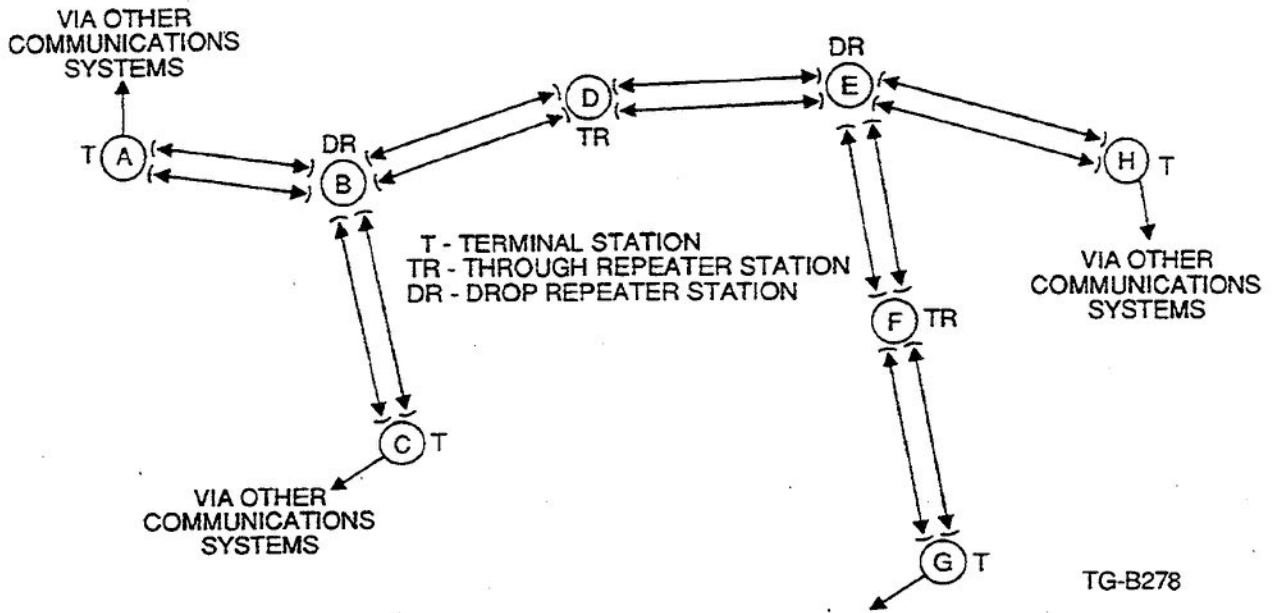 VIA OTHER
COMMUNICATIONS
SYSTEMS
T A
DR
B
D
TR
DR
E
H T
T - TERMINAL STATION
TR - THROUGH REPEATER STATION
DR - DROP REPEATER STATION
VIA OTHER
COMMUNICATIONS
SYSTEMS
F TR
C T
VIA OTHER
COMMUNICATIONS
SYSTEMS
G T
TG-B278